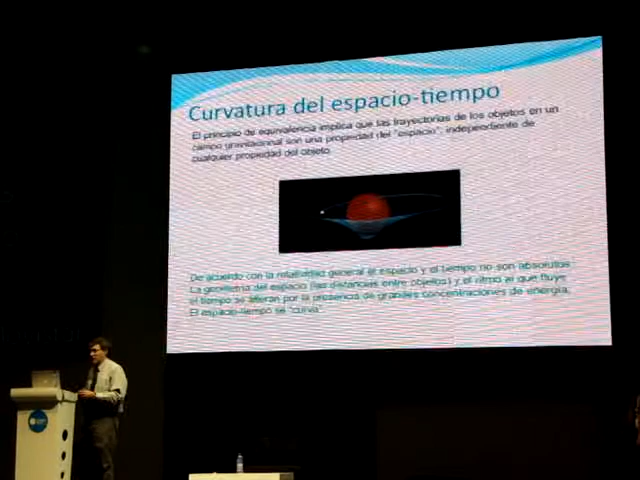 Curvatura del espacio-tiempo
El principio de equivalencia implica que las trayectorias de los objetos en un
campo gravitacional son una propiedad del "espacio", independiente de
cualquier propiedad del objeto.
De acuerdo con la relatividad general el espacio y el tiempo no son absolutos.
La geometría del espacio (las distancias entre objetos) y el ritmo al que fluye
el tiempo se alteran por la presencia de grandes concentraciones de energía.
El espacio-tiempo se "curva".